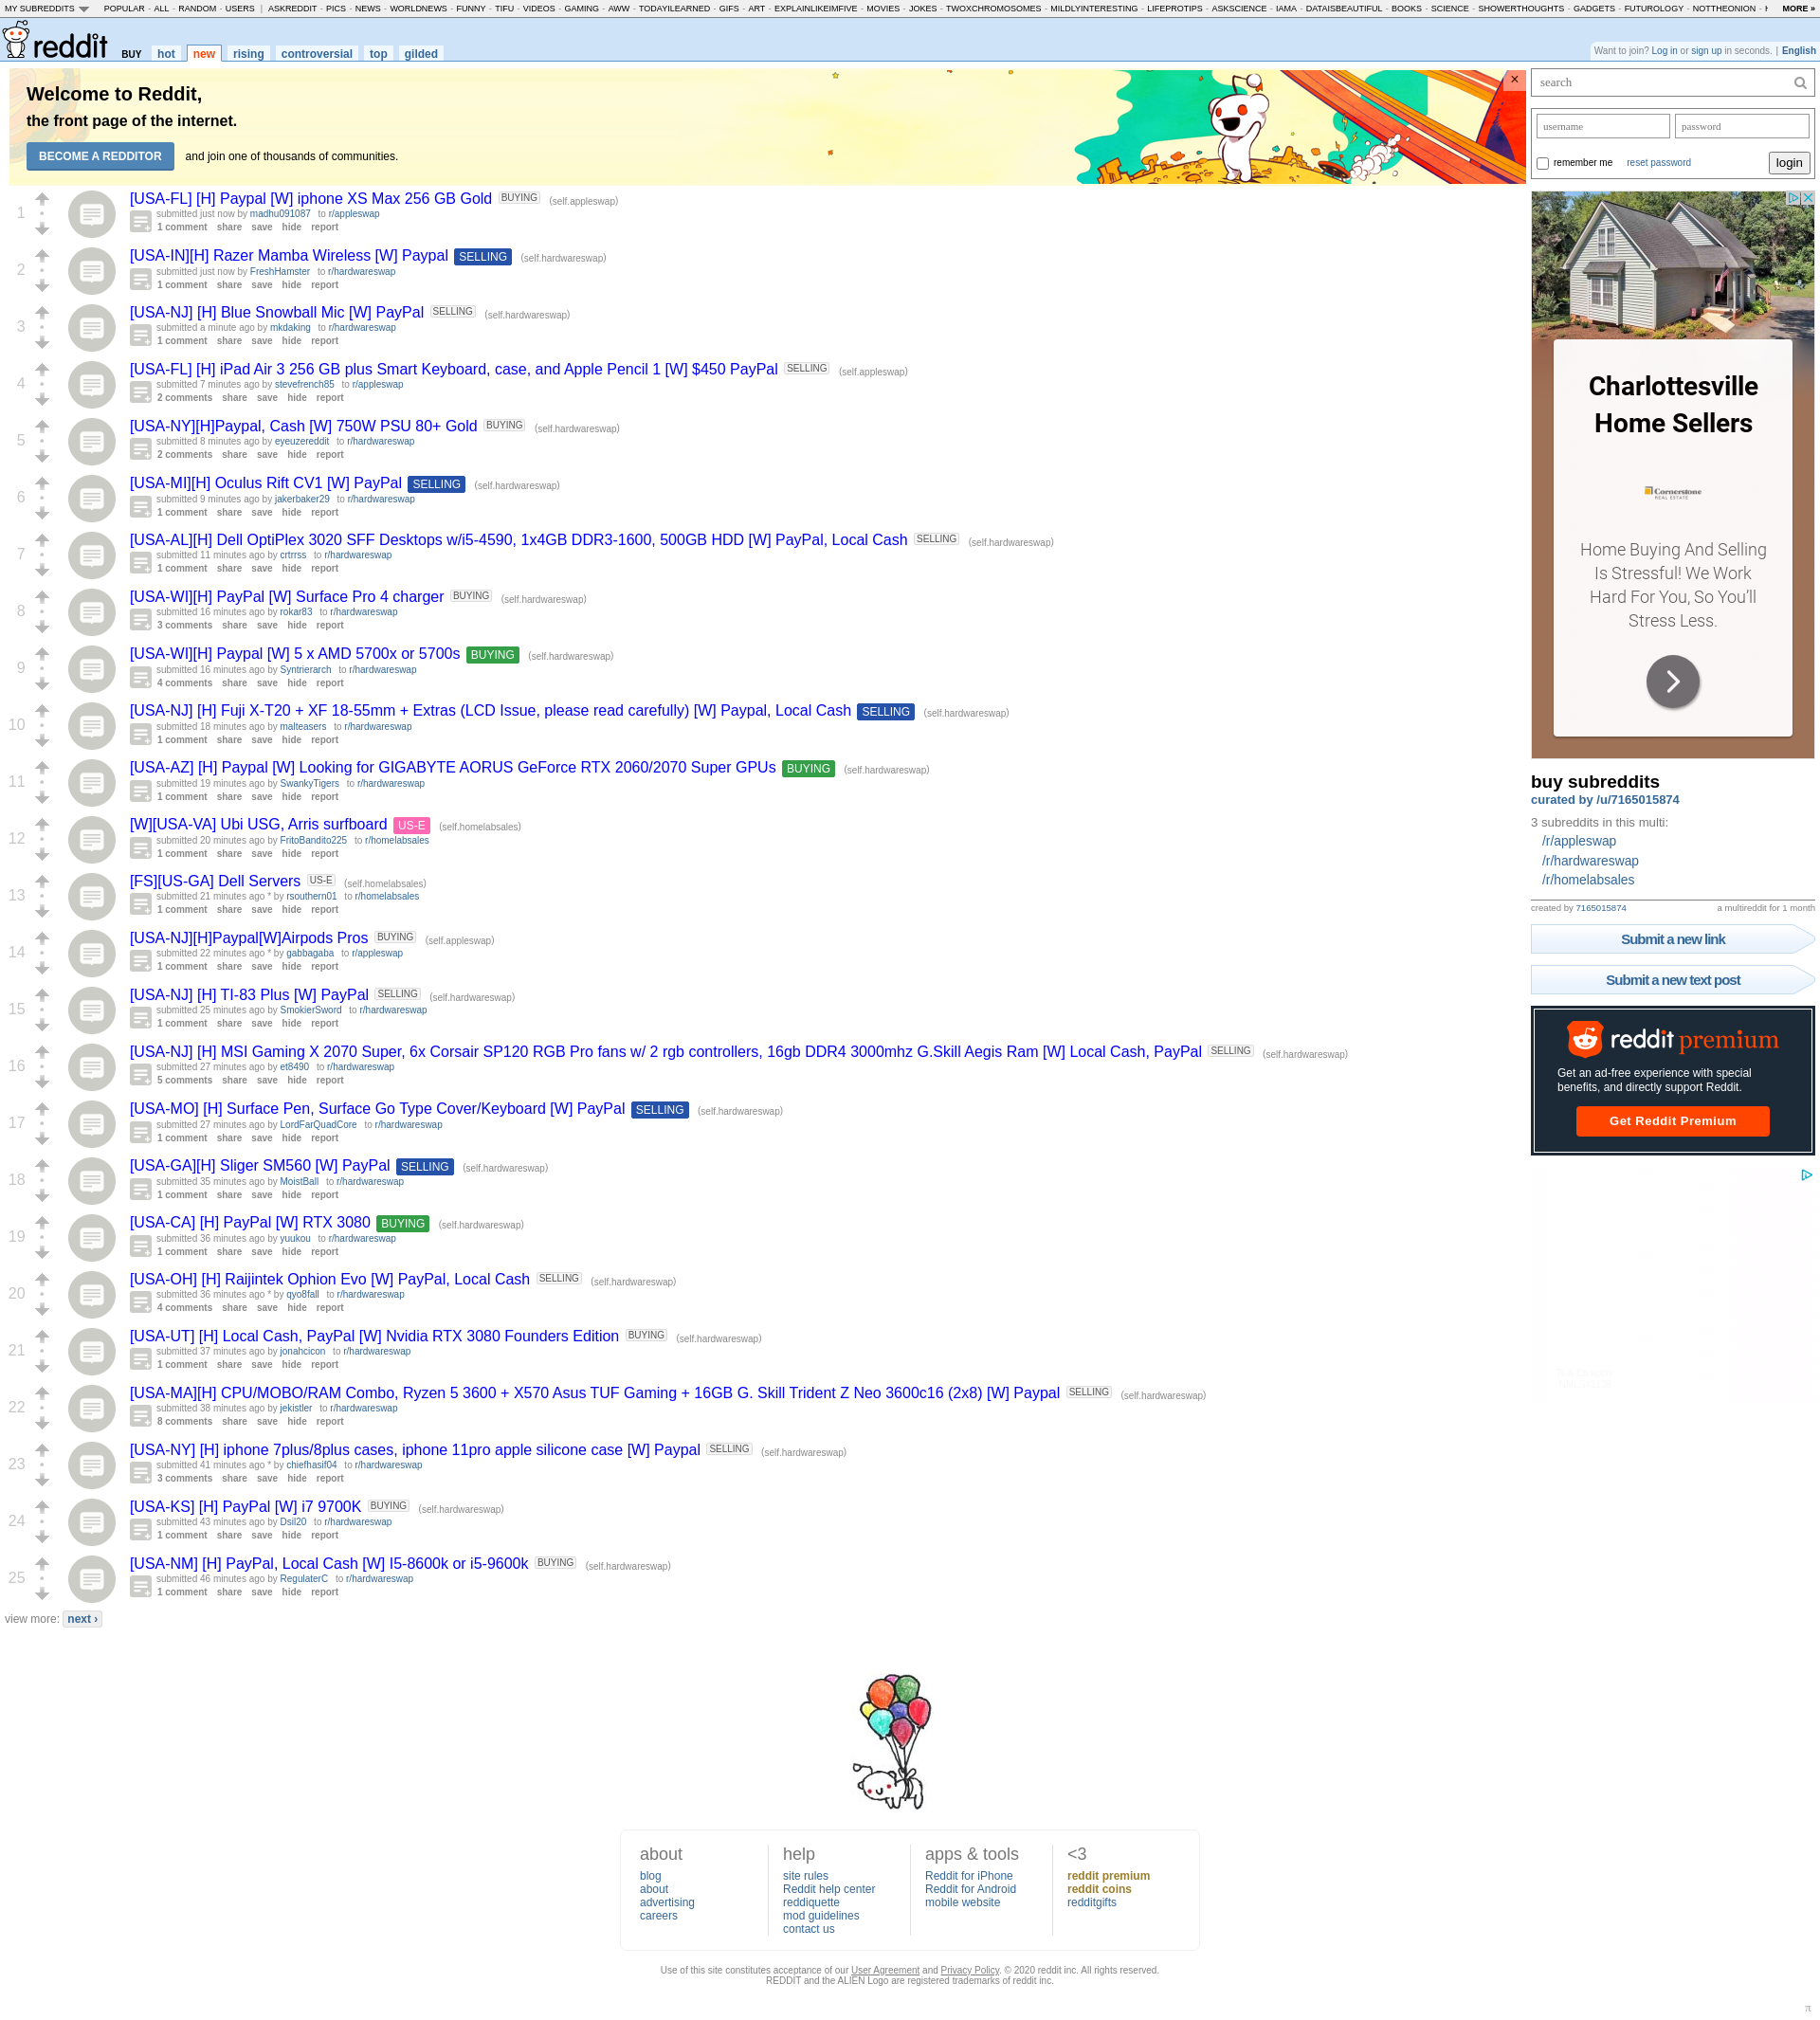 MY SUBREDDITS POPULAR - ALL - RANDOM - USERS | ASKREDDIT - PICS - NEWS - WORLDNEWS - FUNNY - TIFU - VIDEOS - GAMING - AWW - TODAYILEARNED - GIFS - ART - EXPLAINLIKEIMFIVE - MOVIES - JOKES - TWOXCHROMOSOMES - MILDLYINTERESTING - LIFEPROTIPS - ASKSCIENCE - IAMA - DATAISBEAUTIFUL - BOOKS - SCIENCE - SHOWERTHOUGHTS - GADGETS - FUTUROLOGY - NOTTHEONION - MORE »
reddit BUY hot new rising controversial top gilded
Want to join? Log in or sign up in seconds. | English
Welcome to Reddit,
the front page of the internet.
BECOME A REDDITOR and join one of thousands of communities.
×
1
[USA-FL] [H] Paypal [W] iphone XS Max 256 GB Gold BUYING (self.appleswap)
submitted just now by madhu091087 to r/appleswap
1 comment share save hide report
2
[USA-IN][H] Razer Mamba Wireless [W] Paypal SELLING (self.hardwareswap)
submitted just now by FreshHamster to r/hardwareswap
1 comment share save hide report
3
[USA-NJ] [H] Blue Snowball Mic [W] PayPal SELLING (self.hardwareswap)
submitted a minute ago by mkdaking to r/hardwareswap
1 comment share save hide report
4
[USA-FL] [H] iPad Air 3 256 GB plus Smart Keyboard, case, and Apple Pencil 1 [W] $450 PayPal SELLING (self.appleswap)
submitted 7 minutes ago by stevefrench85 to r/appleswap
2 comments share save hide report
5
[USA-NY][H]Paypal, Cash [W] 750W PSU 80+ Gold BUYING (self.hardwareswap)
submitted 8 minutes ago by eyeuzereddit to r/hardwareswap
2 comments share save hide report
6
[USA-MI][H] Oculus Rift CV1 [W] PayPal SELLING (self.hardwareswap)
submitted 9 minutes ago by jakerbaker29 to r/hardwareswap
1 comment share save hide report
7
[USA-AL][H] Dell OptiPlex 3020 SFF Desktops w/i5-4590, 1x4GB DDR3-1600, 500GB HDD [W] PayPal, Local Cash SELLING (self.hardwareswap)
submitted 11 minutes ago by crtrrss to r/hardwareswap
1 comment share save hide report
8
[USA-WI][H] PayPal [W] Surface Pro 4 charger BUYING (self.hardwareswap)
submitted 16 minutes ago by rokar83 to r/hardwareswap
3 comments share save hide report
9
[USA-WI][H] Paypal [W] 5 x AMD 5700x or 5700s BUYING (self.hardwareswap)
submitted 16 minutes ago by Syntrierarch to r/hardwareswap
4 comments share save hide report
10
[USA-NJ] [H] Fuji X-T20 + XF 18-55mm + Extras (LCD Issue, please read carefully) [W] Paypal, Local Cash SELLING (self.hardwareswap)
submitted 18 minutes ago by malteasers to r/hardwareswap
1 comment share save hide report
11
[USA-AZ] [H] Paypal [W] Looking for GIGABYTE AORUS GeForce RTX 2060/2070 Super GPUs BUYING (self.hardwareswap)
submitted 19 minutes ago by SwankyTigers to r/hardwareswap
1 comment share save hide report
12
[W][USA-VA] Ubi USG, Arris surfboard US-E (self.homelabsales)
submitted 20 minutes ago by FritoBandito225 to r/homelabsales
1 comment share save hide report
13
[FS][US-GA] Dell Servers US-E (self.homelabsales)
submitted 21 minutes ago * by rsouthern01 to r/homelabsales
1 comment share save hide report
14
[USA-NJ][H]Paypal[W]Airpods Pros BUYING (self.appleswap)
submitted 22 minutes ago * by gabbagaba to r/appleswap
1 comment share save hide report
15
[USA-NJ] [H] TI-83 Plus [W] PayPal SELLING (self.hardwareswap)
submitted 25 minutes ago by SmokierSword to r/hardwareswap
1 comment share save hide report
16
[USA-NJ] [H] MSI Gaming X 2070 Super, 6x Corsair SP120 RGB Pro fans w/ 2 rgb controllers, 16gb DDR4 3000mhz G.Skill Aegis Ram [W] Local Cash, PayPal SELLING (self.hardwareswap)
submitted 27 minutes ago by et8490 to r/hardwareswap
5 comments share save hide report
17
[USA-MO] [H] Surface Pen, Surface Go Type Cover/Keyboard [W] PayPal SELLING (self.hardwareswap)
submitted 27 minutes ago by LordFarQuadCore to r/hardwareswap
1 comment share save hide report
18
[USA-GA][H] Sliger SM560 [W] PayPal SELLING (self.hardwareswap)
submitted 35 minutes ago by MoistBall to r/hardwareswap
1 comment share save hide report
19
[USA-CA] [H] PayPal [W] RTX 3080 BUYING (self.hardwareswap)
submitted 36 minutes ago by yuukou to r/hardwareswap
1 comment share save hide report
20
[USA-OH] [H] Raijintek Ophion Evo [W] PayPal, Local Cash SELLING (self.hardwareswap)
submitted 36 minutes ago * by qyo8fall to r/hardwareswap
4 comments share save hide report
21
[USA-UT] [H] Local Cash, PayPal [W] Nvidia RTX 3080 Founders Edition BUYING (self.hardwareswap)
submitted 37 minutes ago by jonahcicon to r/hardwareswap
1 comment share save hide report
22
[USA-MA][H] CPU/MOBO/RAM Combo, Ryzen 5 3600 + X570 Asus TUF Gaming + 16GB G. Skill Trident Z Neo 3600c16 (2x8) [W] Paypal SELLING (self.hardwareswap)
submitted 38 minutes ago by jekistler to r/hardwareswap
8 comments share save hide report
23
[USA-NY] [H] iphone 7plus/8plus cases, iphone 11pro apple silicone case [W] Paypal SELLING (self.hardwareswap)
submitted 41 minutes ago * by chiefhasif04 to r/hardwareswap
3 comments share save hide report
24
[USA-KS] [H] PayPal [W] i7 9700K BUYING (self.hardwareswap)
submitted 43 minutes ago by Dsil20 to r/hardwareswap
1 comment share save hide report
25
[USA-NM] [H] PayPal, Local Cash [W] I5-8600k or i5-9600k BUYING (self.hardwareswap)
submitted 46 minutes ago by RegulaterC to r/hardwareswap
1 comment share save hide report
view more: next ›
search
username password
remember me reset password login
Charlottesville
Home Sellers
Cornerstone
REAL ESTATE
Home Buying And Selling
Is Stressful! We Work
Hard For You, So You'll
Stress Less.
buy subreddits
curated by /u/7165015874
3 subreddits in this multi:
/r/appleswap
/r/hardwareswap
/r/homelabsales
created by 7165015874 a multireddit for 1 month
Submit a new link
Submit a new text post
reddit premium
Get an ad-free experience with special
benefits, and directly support Reddit.
Get Reddit Premium
about
blog
about
advertising
careers
help
site rules
Reddit help center
reddiquette
mod guidelines
contact us
apps & tools
Reddit for iPhone
Reddit for Android
mobile website
<3
reddit premium
reddit coins
redditgifts
Use of this site constitutes acceptance of our User Agreement and Privacy Policy. © 2020 reddit inc. All rights reserved.
REDDIT and the ALIEN Logo are registered trademarks of reddit inc.
π